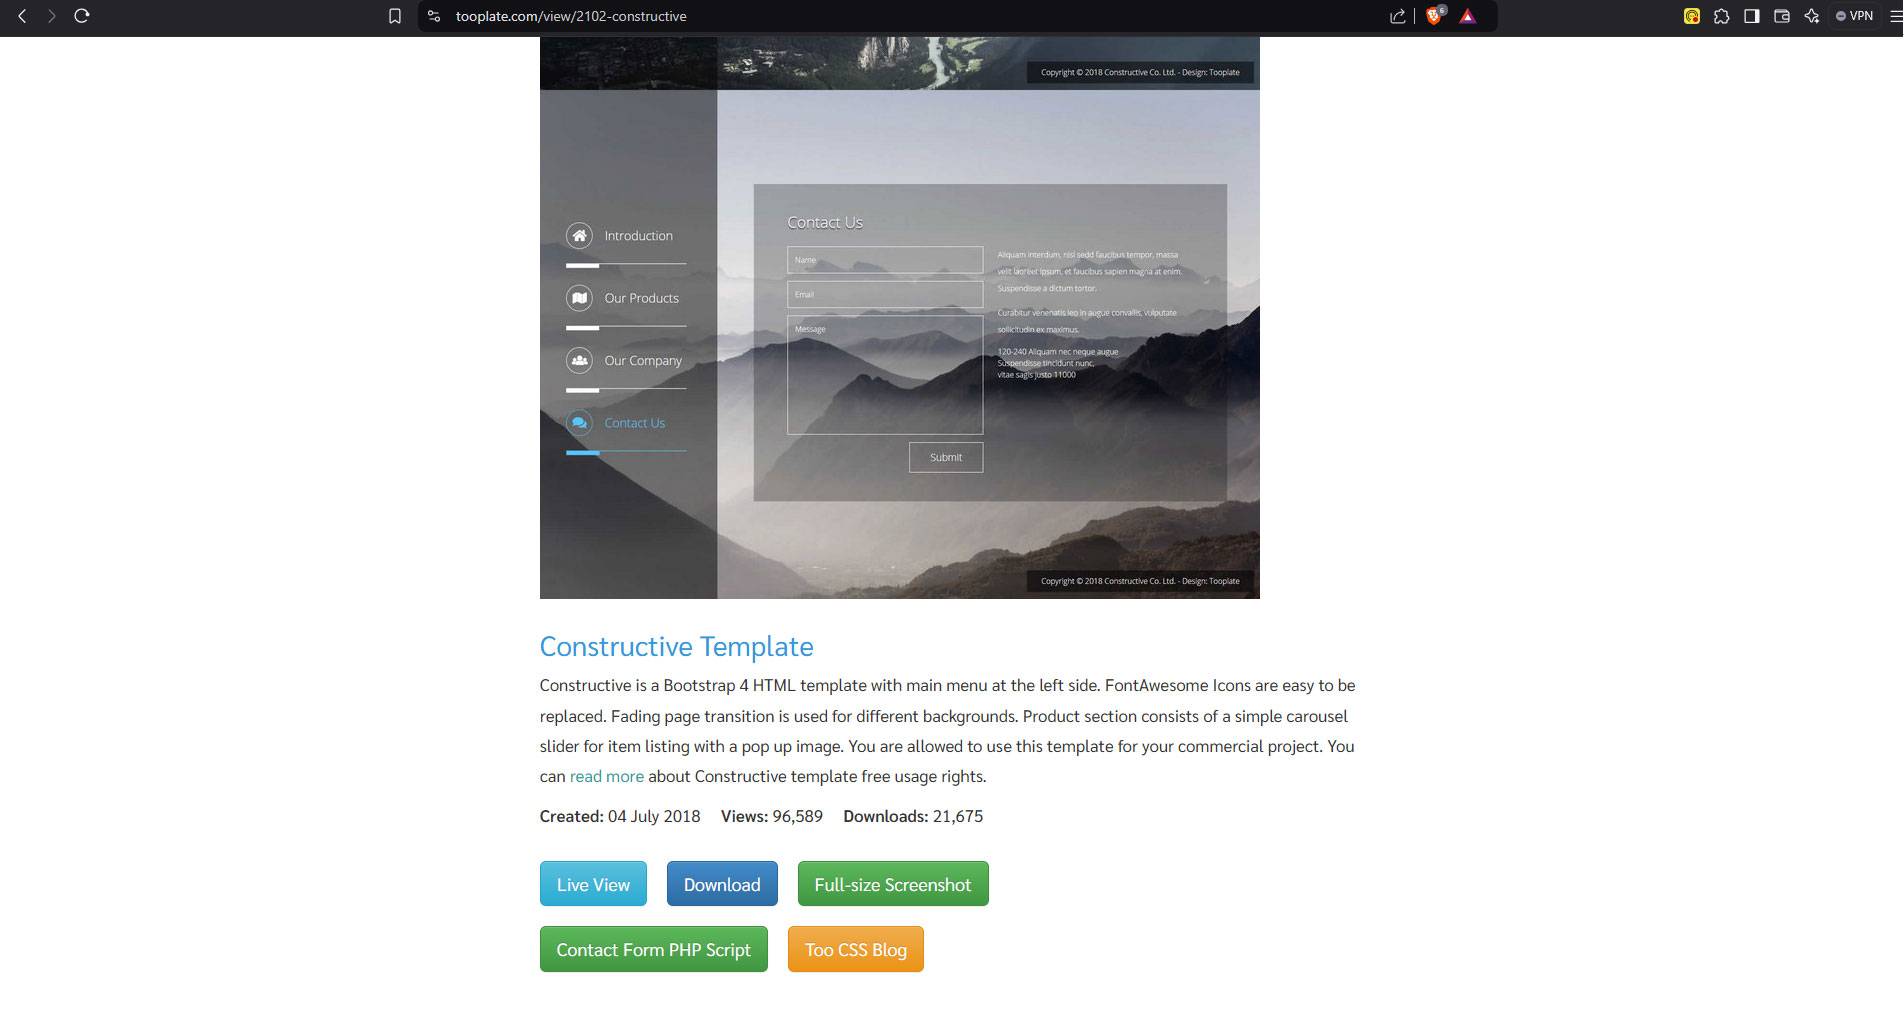 tooplate.com/view/2102-constructive
6
VPN
Copyright © 2018 Constructive Co. Ltd. - Design: Tooplate
Introduction
Our Products
Our Company
Contact Us
Contact Us
Name
Email
Message
Submit
Aliquam interdum, nisl sedd faucibus tempor, massa
velit laoreet ipsum, et faucibus sapien magna at enim.
Suspendisse a dictum tortor.
Curabitur venenatis leo in augue convallis, vulputate
sollicitudin ex maximus.
120-240 Aliquam nec neque augue
Suspendisse tincidunt nunc,
vitae sagis justo 11000
Copyright © 2018 Constructive Co. Ltd. - Design: Tooplate
Constructive Template
Constructive is a Bootstrap 4 HTML template with main menu at the left side. FontAwesome Icons are easy to be
replaced. Fading page transition is used for different backgrounds. Product section consists of a simple carousel
slider for item listing with a pop up image. You are allowed to use this template for your commercial project. You
can read more about Constructive template free usage rights.
Created: 04 July 2018 Views: 96,589 Downloads: 21,675
Live View Download Full-size Screenshot
Contact Form PHP Script Too CSS Blog